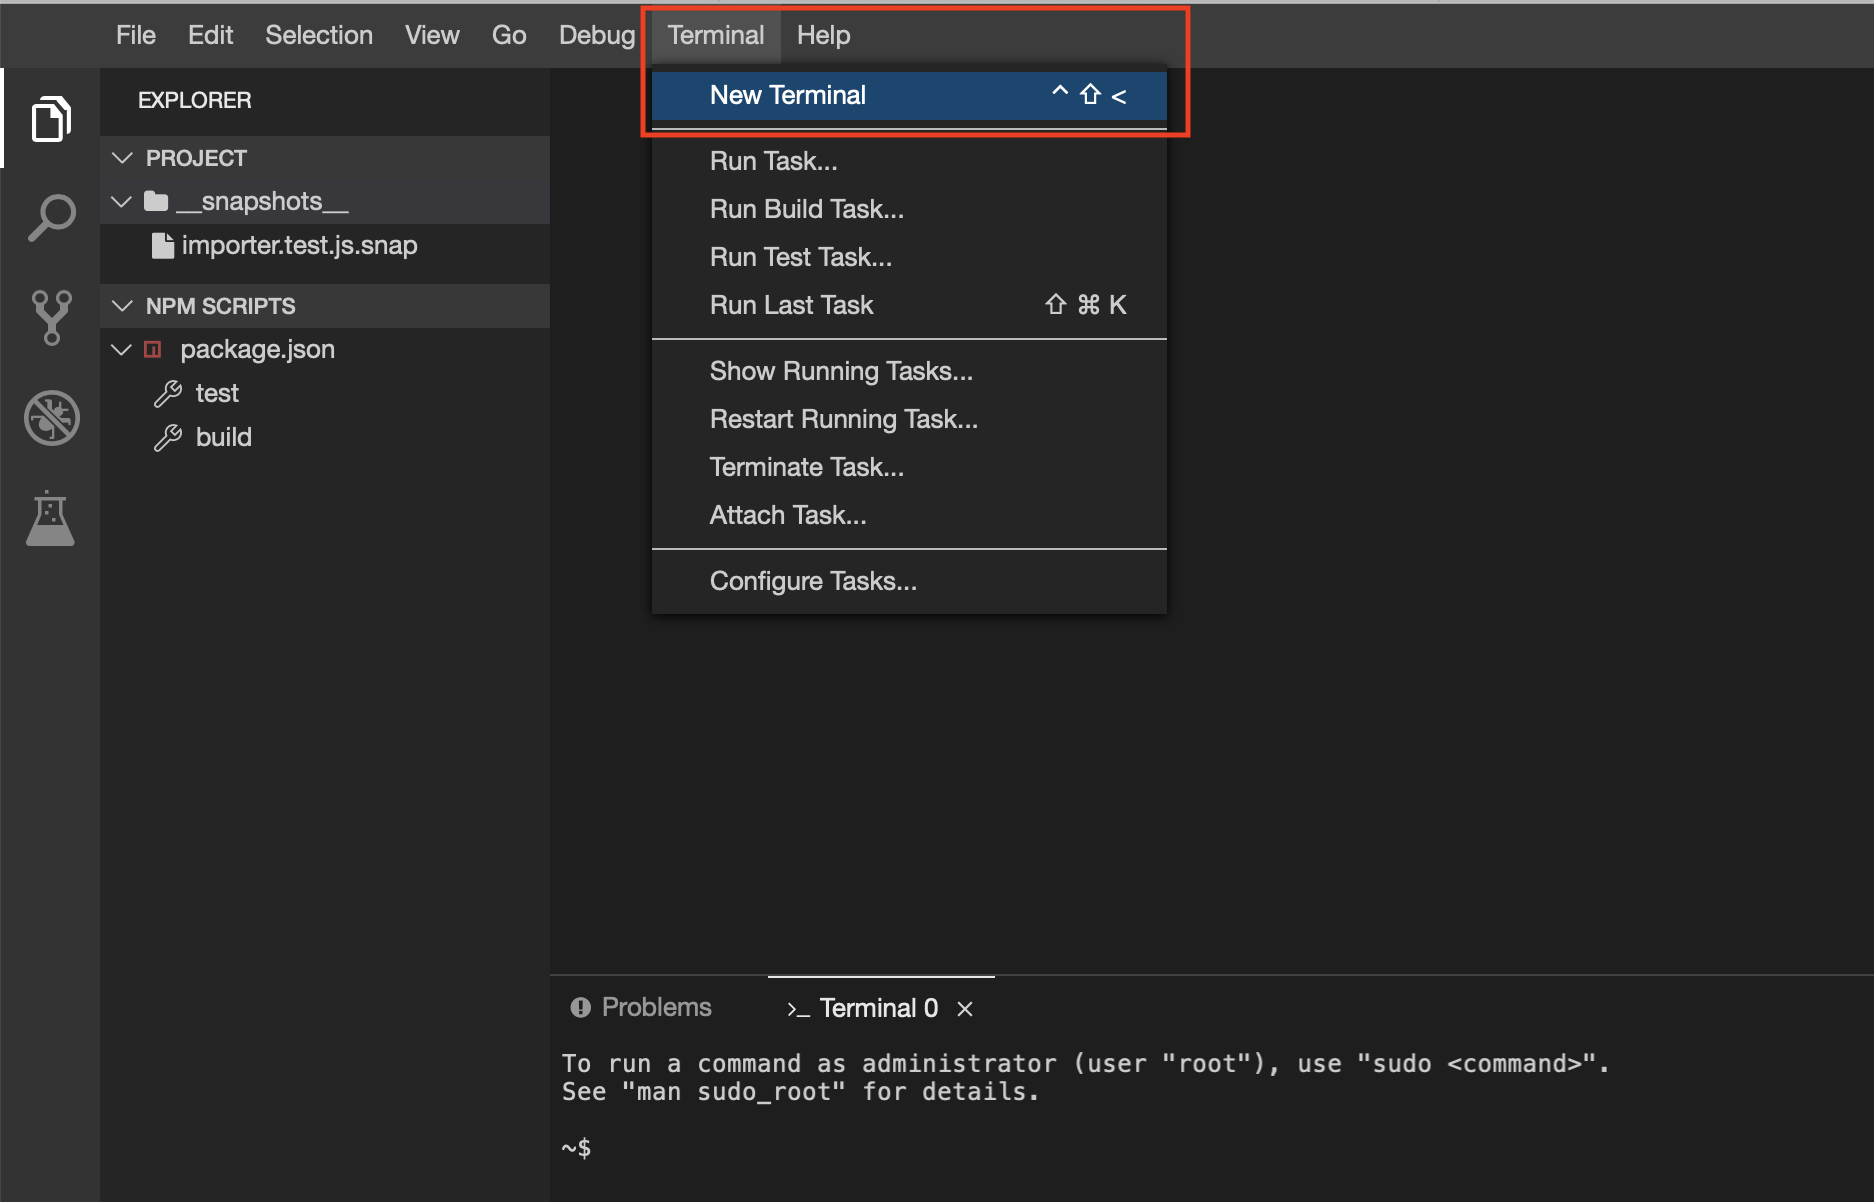 File Edit Selection View Go Debug Terminal Help
EXPLORER
PROJECT
__snapshots__
importer.test.js.snap
NPM SCRIPTS
package.json
test
build
New Terminal ^ ⇧ <
Run Task...
Run Build Task...
Run Test Task...
Run Last Task ⇧ ⌘ K
Show Running Tasks...
Restart Running Task...
Terminate Task...
Attach Task...
Configure Tasks...
Problems >_ Terminal 0 ×
To run a command as administrator (user "root"), use "sudo <command>".
See "man sudo_root" for details.
~$